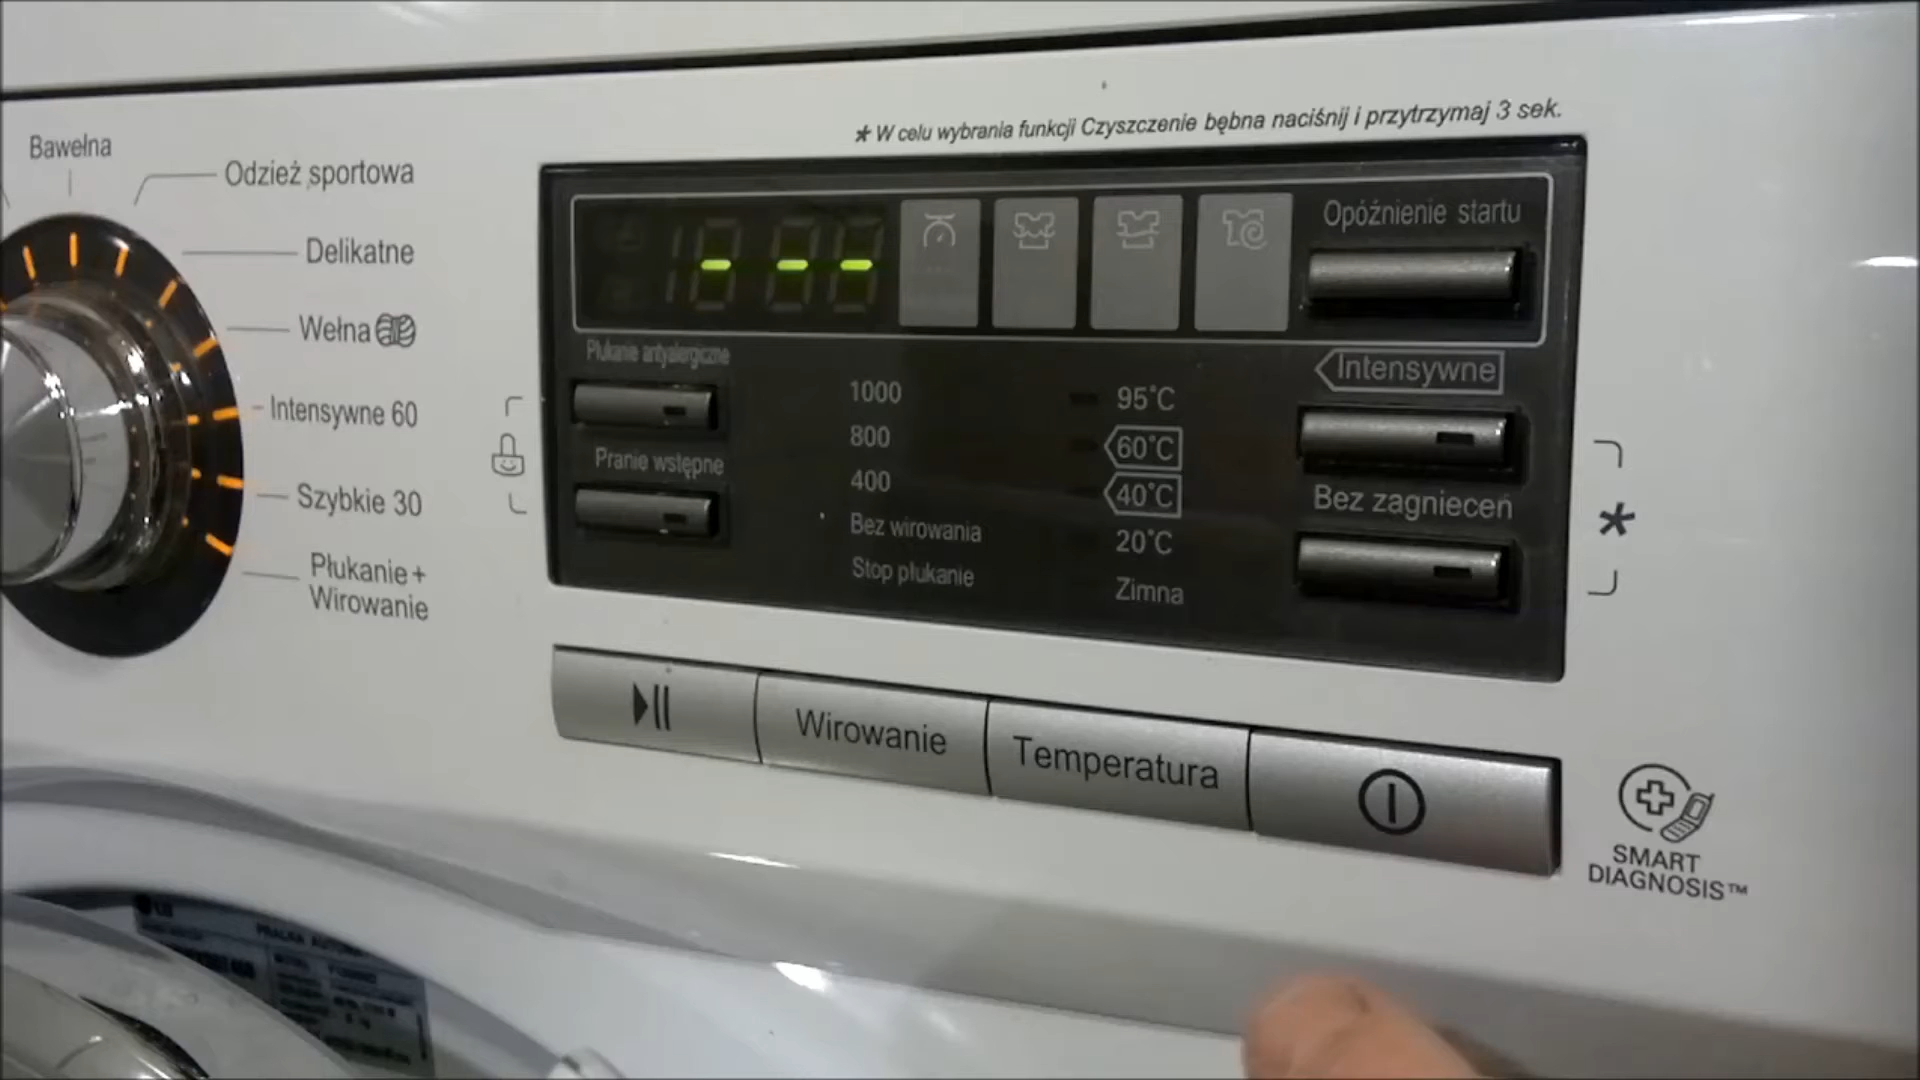 * W celu wybrania funkcji Czyszczenie bębna naciśnij i przytrzymaj 3 sek.
Bawełna
Odzież sportowa
Delikatne
Wełna
Intensywne 60
Szybkie 30
Płukanie+
Wirowanie
- - -
Opóźnienie startu
Płukanie antyalergiczne
Pranie wstępne
1000
800
400
Bez wirowania
Stop płukanie
95°C
60°C
40°C
20°C
Zimna
Intensywne
Bez zagnieceń
*
Wirowanie
Temperatura
SMART
DIAGNOSIS™
LG
PRALKA